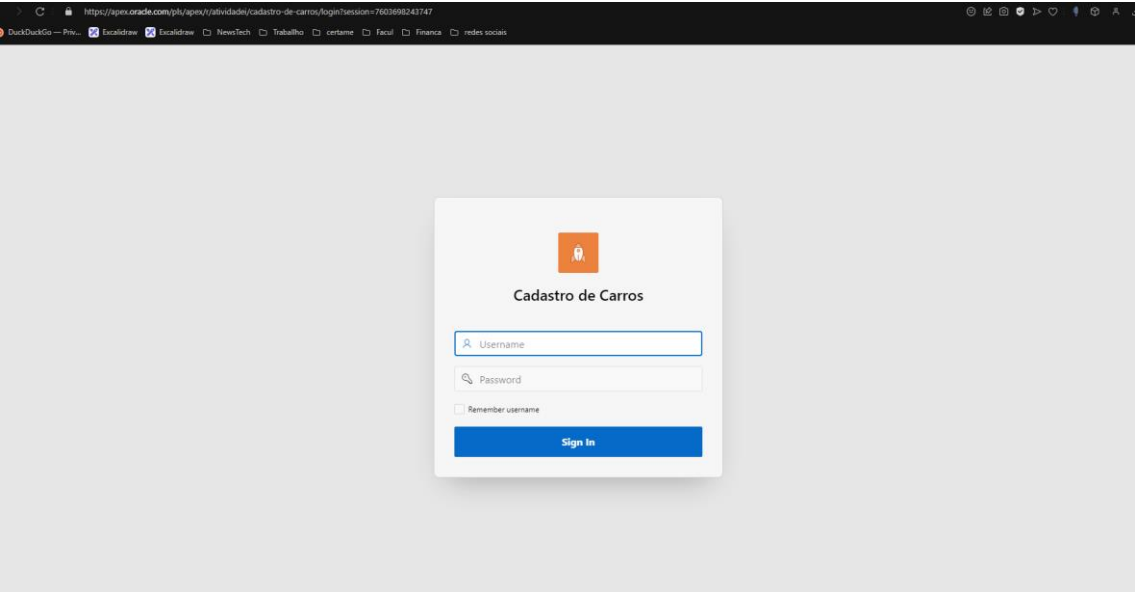 https://apex.oracle.com/pls/apex/r/atividadei/cadastro-de-carros/login?session=7603698243747
DuckDuckGo — Priv... Excalidraw Excalidraw NewsTech Traballho certame Facul Financa redes sociais
Cadastro de Carros
Username
Password
Remember username
Sign In